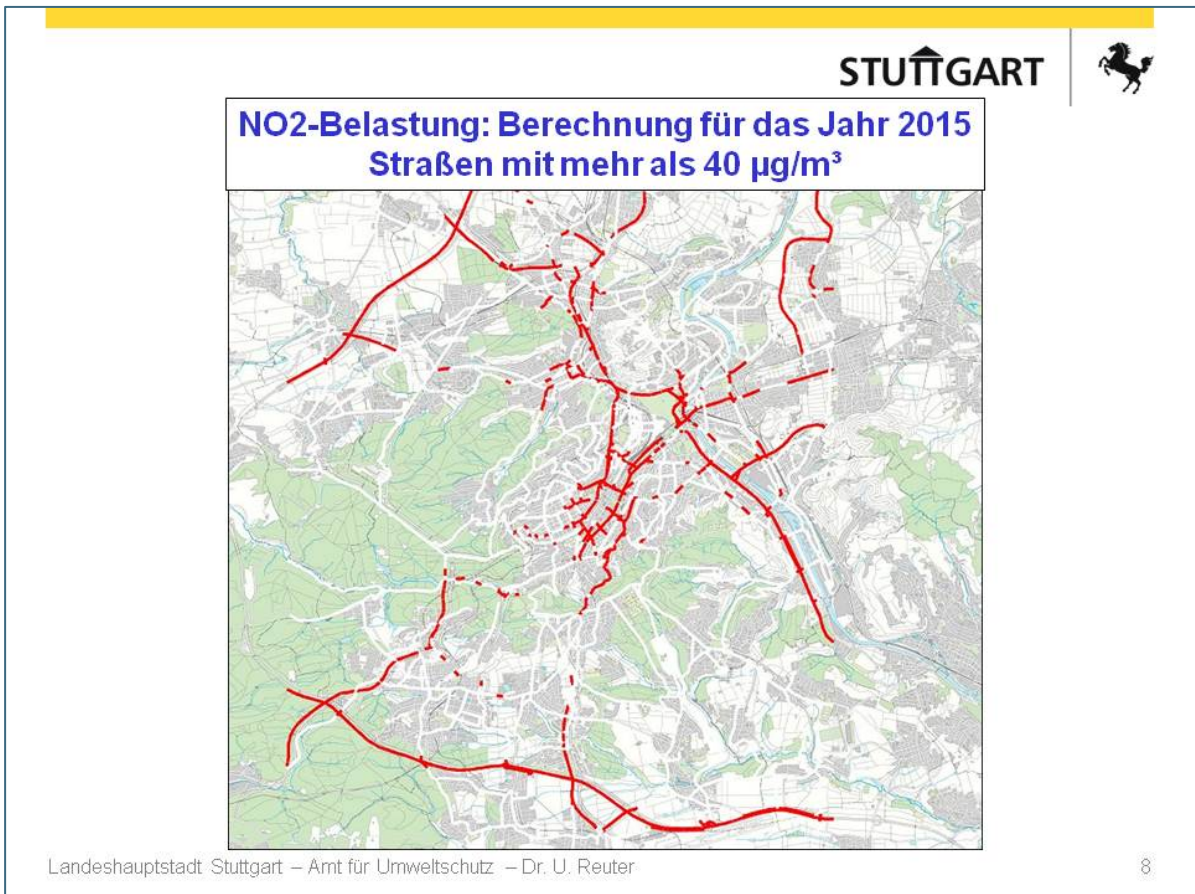 STUTTGART
NO2-Belastung: Berechnung für das Jahr 2015
Straßen mit mehr als 40 µg/m³
Landeshauptstadt Stuttgart – Amt für Umweltschutz – Dr. U. Reuter
8